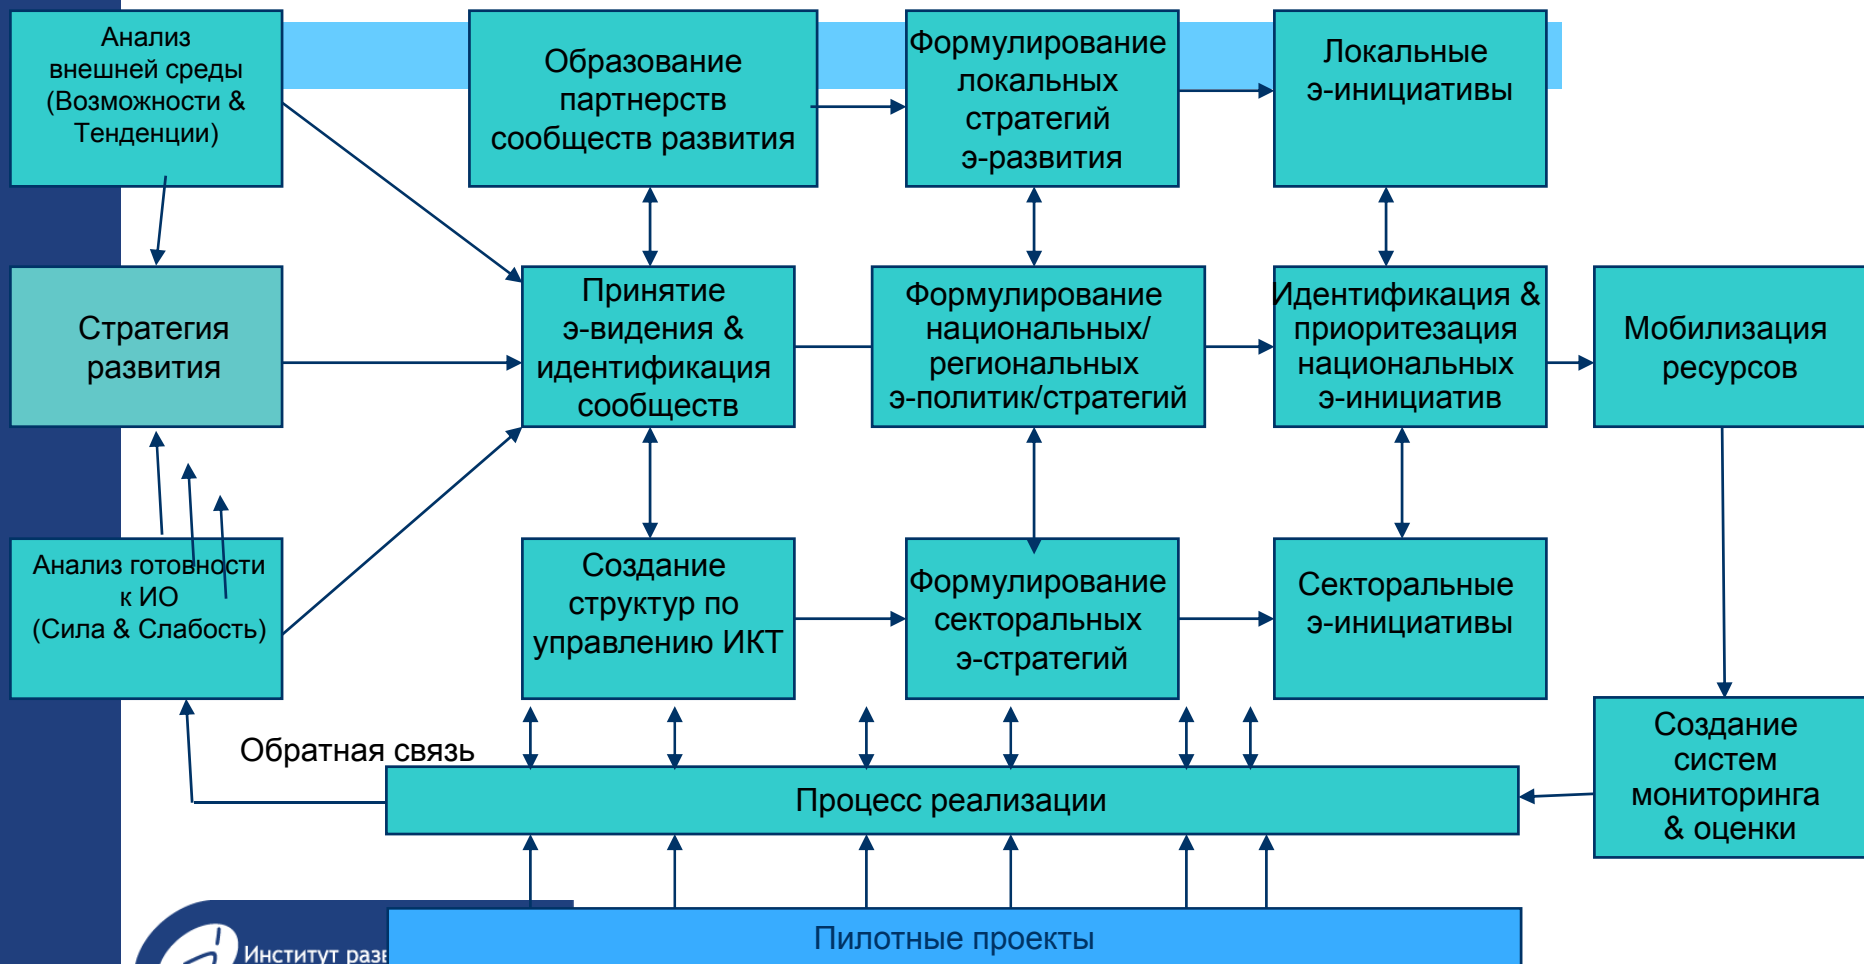 Анализ
внешней среды
(Возможности &
Тенденции)
Образование
партнерств
сообществ развития
Формулирование
локальных
стратегий
э-развития
Локальные
э-инициативы
Стратегия
развития
Принятие
э-видения &
идентификация
сообществ
Формулирование
национальных/
региональных
э-политик/стратегий
Идентификация &
приоритезация
национальных
э-инициатив
Мобилизация
ресурсов
Анализ готовности
к ИО
(Сила & Слабость)
Создание
структур по
управлению ИКТ
Формулирование
секторальных
э-стратегий
Секторальные
э-инициативы
Создание
систем
мониторинга
& оценки
Обратная связь
Процесс реализации
Пилотные проекты
Институт